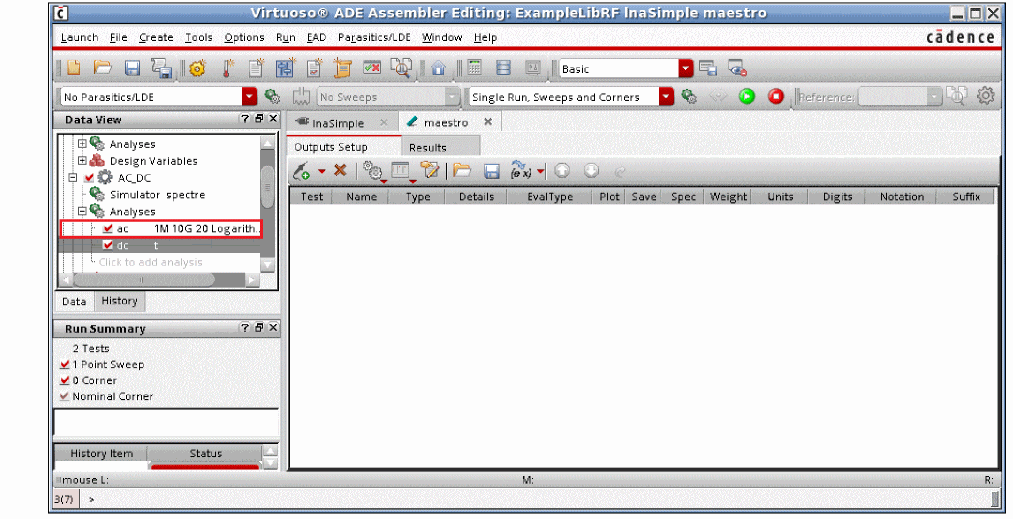 Virtuoso® ADE Assembler Editing: ExampleLibRF lnaSimple maestro
Launch File Create Tools Options Run EAD Parasitics/LDE Window Help
cādence
Basic
No Parasitics/LDE No Sweeps Single Run, Sweeps and Corners Reference:
Data View
lnaSimple maestro
Analyses
Design Variables
AC_DC
Simulator spectre
Analyses
ac 1M 10G 20 Logarith..
dc t
Click to add analysis
Data History
Outputs Setup Results
Test Name Type Details EvalType Plot Save Spec Weight Units Digits Notation Suffix
Run Summary
2 Tests
1 Point Sweep
0 Corner
Nominal Corner
History Item Status
mouse L: M: R:
3(7) >